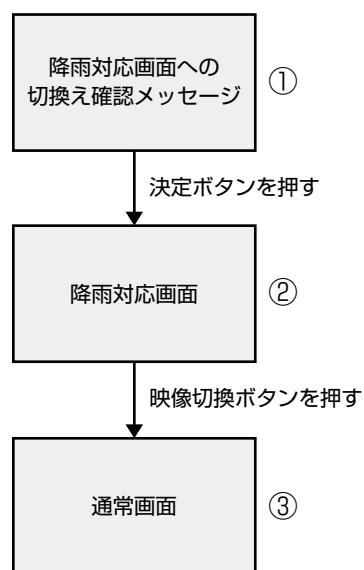 降雨対応画面への
切換え確認メッセージ
①
決定ボタンを押す
降雨対応画面
②
映像切換ボタンを押す
通常画面
③